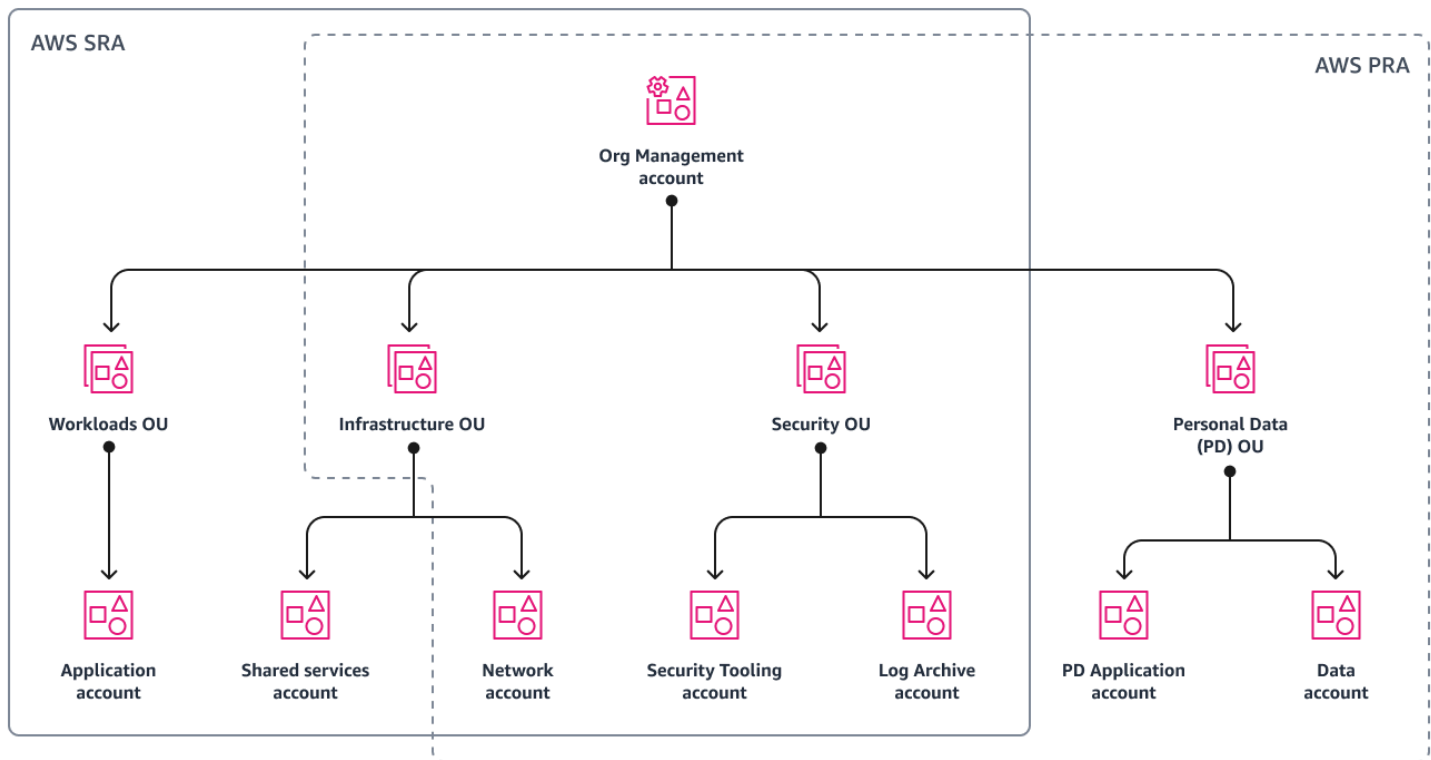 AWS SRA
AWS PRA
Org Management
account
Workloads OU
Infrastructure OU
Security OU
Personal Data
(PD) OU
Application
account
Shared services
account
Network
account
Security Tooling
account
Log Archive
account
PD Application
account
Data
account